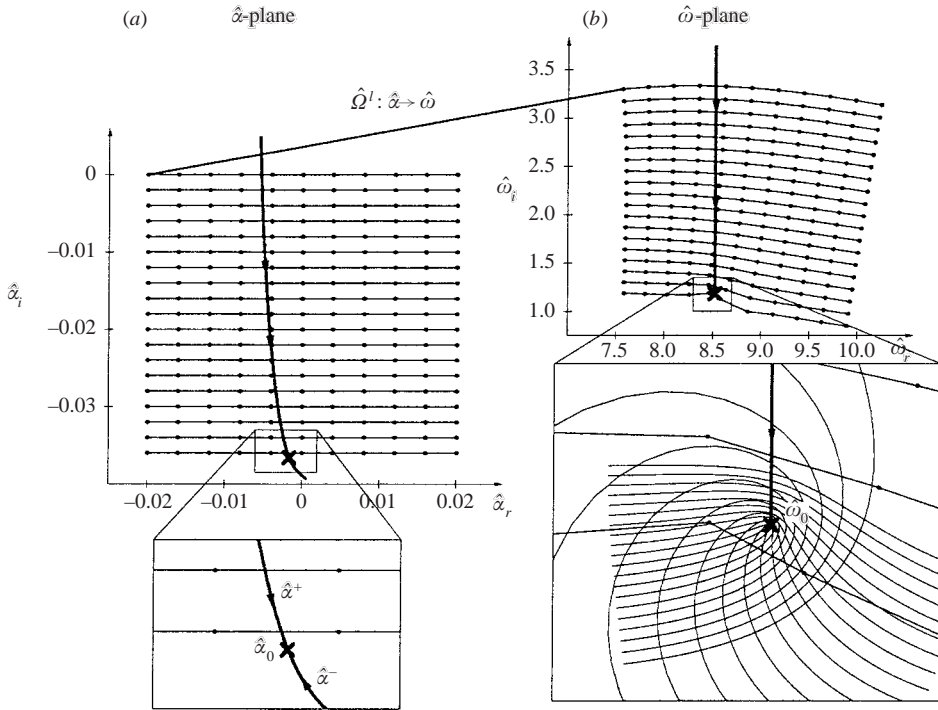 (a) α̂-plane
(b) ω̂-plane
Ω̂ˡ: α̂→ ω̂
α̂ᵢ
0
–0.01
–0.02
–0.03
–0.02 –0.01 0 0.01 0.02 α̂ᵣ
ω̂ᵢ
3.5
3.0
2.5
2.0
1.5
1.0
7.5 8.0 8.5 9.0 9.5 10.0 ω̂ᵣ
α̂⁺
α̂₀
α̂⁻
ω̂₀